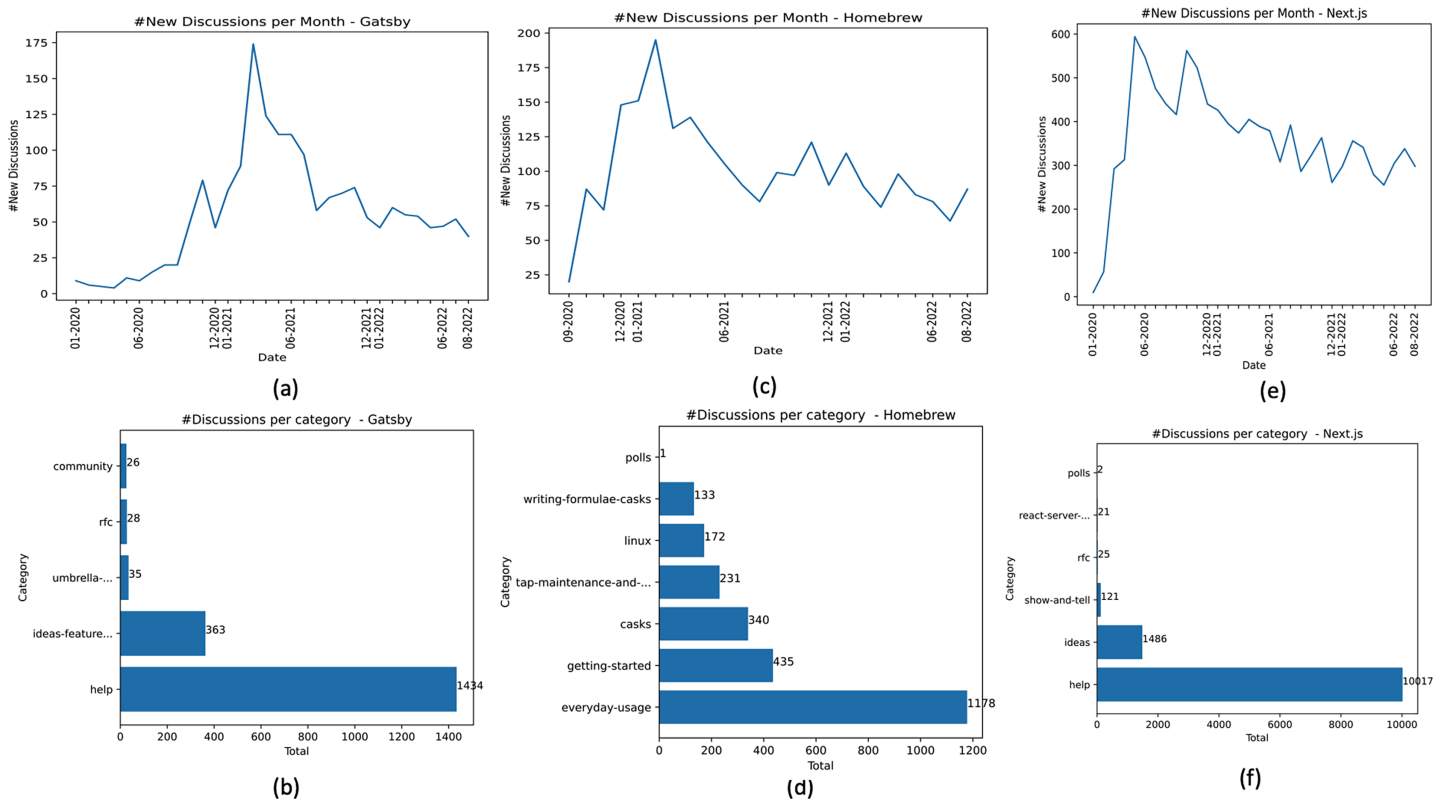 #New Discussions per Month - Gatsby
175
150
125
100
75
50
25
0
#New Discussions
01-2020
06-2020
12-2020
01-2021
06-2021
12-2021
01-2022
06-2022
08-2022
Date
(a)
#New Discussions per Month - Homebrew
200
175
150
125
100
75
50
25
#New Discussions
09-2020
12-2020
01-2021
06-2021
12-2021
01-2022
06-2022
08-2022
Date
(c)
#New Discussions per Month - Next.js
600
500
400
300
200
100
0
#New Discussions
01-2020
06-2020
12-2020
01-2021
06-2021
12-2021
01-2022
06-2022
08-2022
Date
(e)
#Discussions per category - Gatsby
Category
community 26
rfc 28
umbrella-... 35
ideas-feature... 363
help 1434
0 200 400 600 800 1000 1200 1400
Total
(b)
#Discussions per category - Homebrew
Category
polls 1
writing-formulae-casks 133
linux 172
tap-maintenance-and-... 231
casks 340
getting-started 435
everyday-usage 1178
0 200 400 600 800 1000 1200
Total
(d)
#Discussions per category - Next.js
Category
polls 2
react-server-... 21
rfc 25
show-and-tell 121
ideas 1486
help 10017
0 2000 4000 6000 8000 10000
Total
(f)